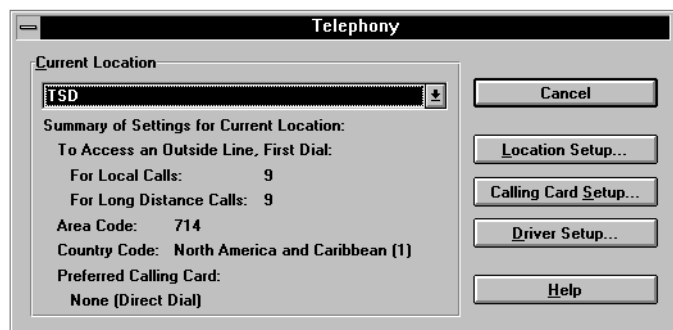 Telephony
Current Location
TSD
Summary of Settings for Current Location:
To Access an Outside Line, First Dial:
For Local Calls: 9
For Long Distance Calls: 9
Area Code: 714
Country Code: North America and Caribbean (1)
Preferred Calling Card:
None (Direct Dial)
Cancel
Location Setup...
Calling Card Setup...
Driver Setup...
Help